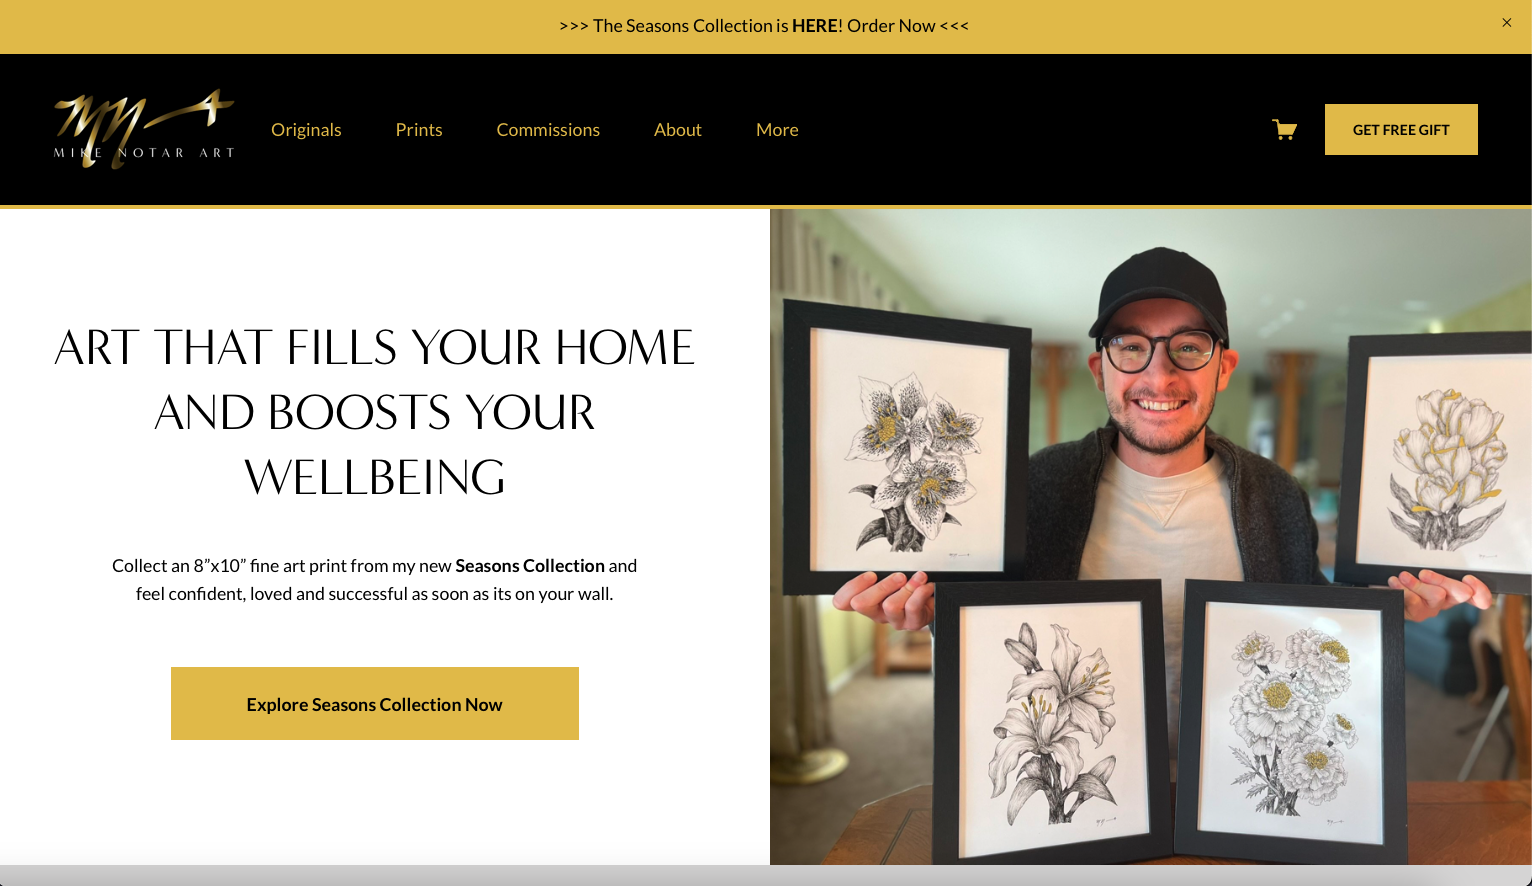 >>> The Seasons Collection is HERE! Order Now <<<
MIKE NOTAR ART
Originals
Prints
Commissions
About
More
GET FREE GIFT
ART THAT FILLS YOUR HOME
AND BOOSTS YOUR
WELLBEING
Collect an 8”x10” fine art print from my new Seasons Collection and
feel confident, loved and successful as soon as its on your wall.
Explore Seasons Collection Now